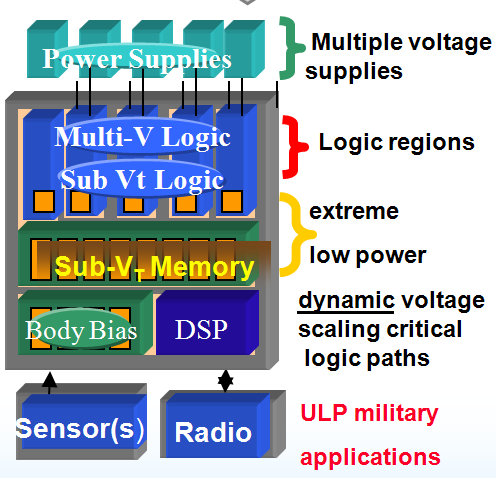 Power Supplies
Multiple voltage
supplies
Multi-V Logic
Logic regions
Sub Vt Logic
extreme
low power
Sub-VT Memory
dynamic voltage
scaling critical
logic paths
Body Bias
DSP
Sensor(s)
Radio
ULP military
applications